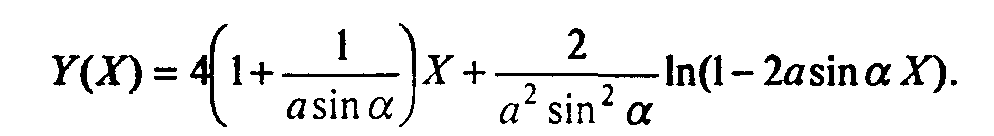 Y(X) = 4(1 + 1/(a sin α))X + 2/(a² sin² α) ln(1 − 2a sin α X).